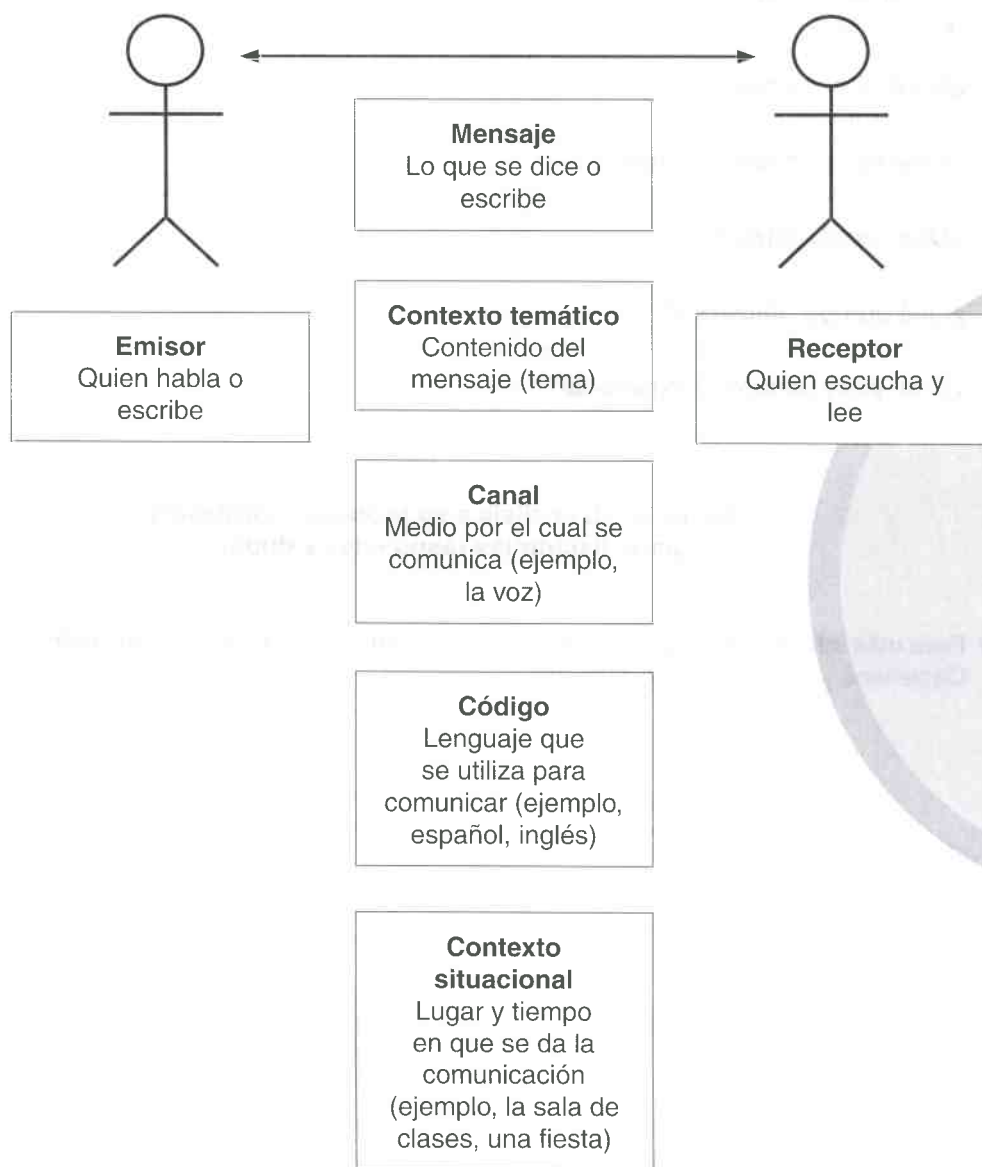 Mensaje
Lo que se dice o
escribe
Emisor
Quien habla o
escribe
Contexto temático
Contenido del
mensaje (tema)
Receptor
Quien escucha y
lee
Canal
Medio por el cual se
comunica (ejemplo,
la voz)
Código
Lenguaje que
se utiliza para
comunicar (ejemplo,
español, inglés)
Contexto
situacional
Lugar y tiempo
en que se da la
comunicación
(ejemplo, la sala de
clases, una fiesta)